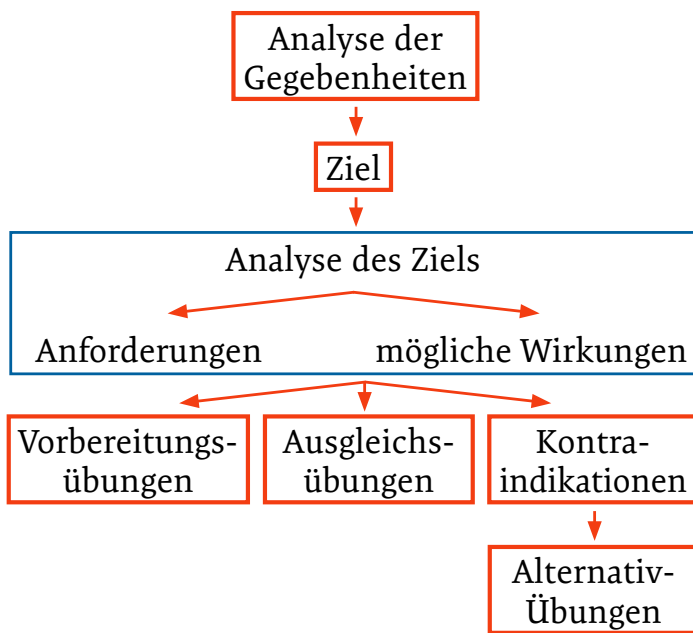 Analyse der
Gegebenheiten
Ziel
Analyse des Ziels
Anforderungen
mögliche Wirkungen
Vorbereitungs-
übungen
Ausgleichs-
übungen
Kontra-
indikationen
Alternativ-
Übungen